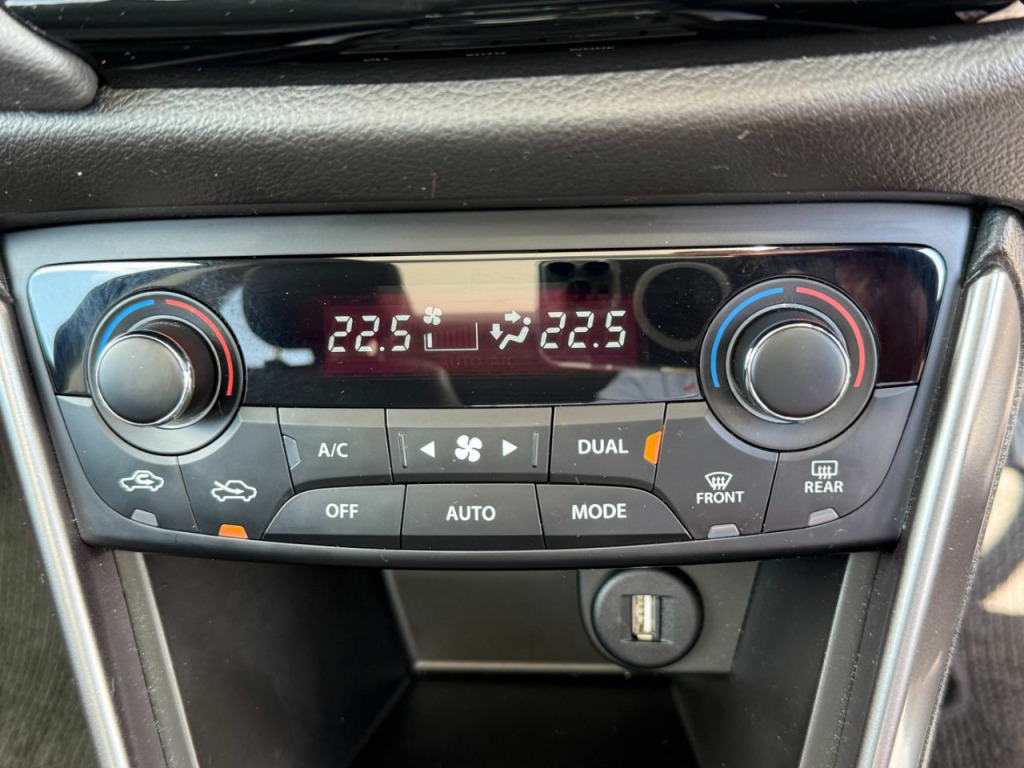 22.5 22.5
A/C DUAL
OFF AUTO MODE FRONT REAR